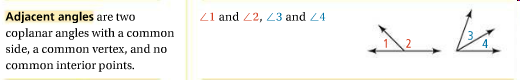 Adjacent angles are two
coplanar angles with a common
side, a common vertex, and no
common interior points.
∠1 and ∠2, ∠3 and ∠4
1 2
3
4